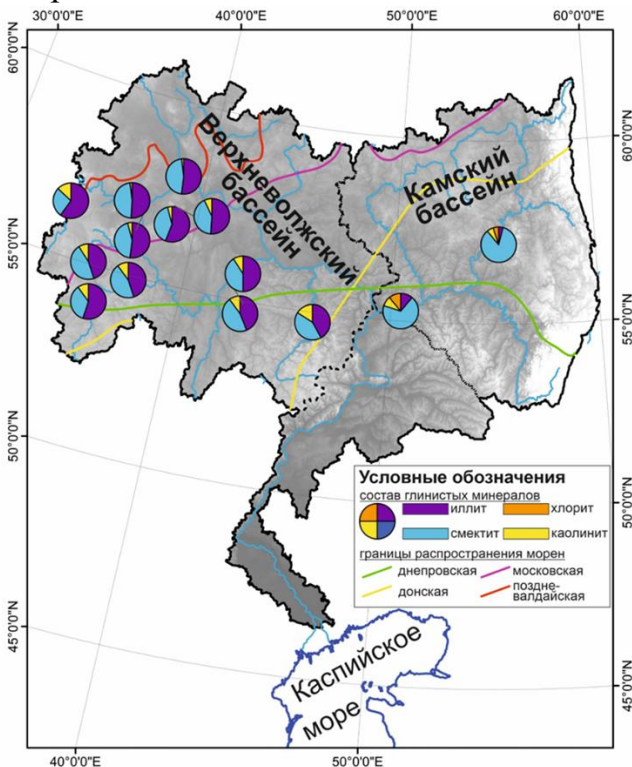 30°0'0"E 40°0'0"E 50°0'0"E 60°0'0"E
60°0'0"N
60°0'0"N
Верхневолжский
бассейн
Камский
бассейн
55°0'0"N
55°0'0"N
50°0'0"N
50°0'0"N
Условные обозначения
состав глинистых минералов
иллит хлорит
смектит каолинит
границы распространения морен
днепровская московская
донская поздне-
валдайская
45°0'0"N
45°0'0"N
Каспийское
море
40°0'0"E 50°0'0"E